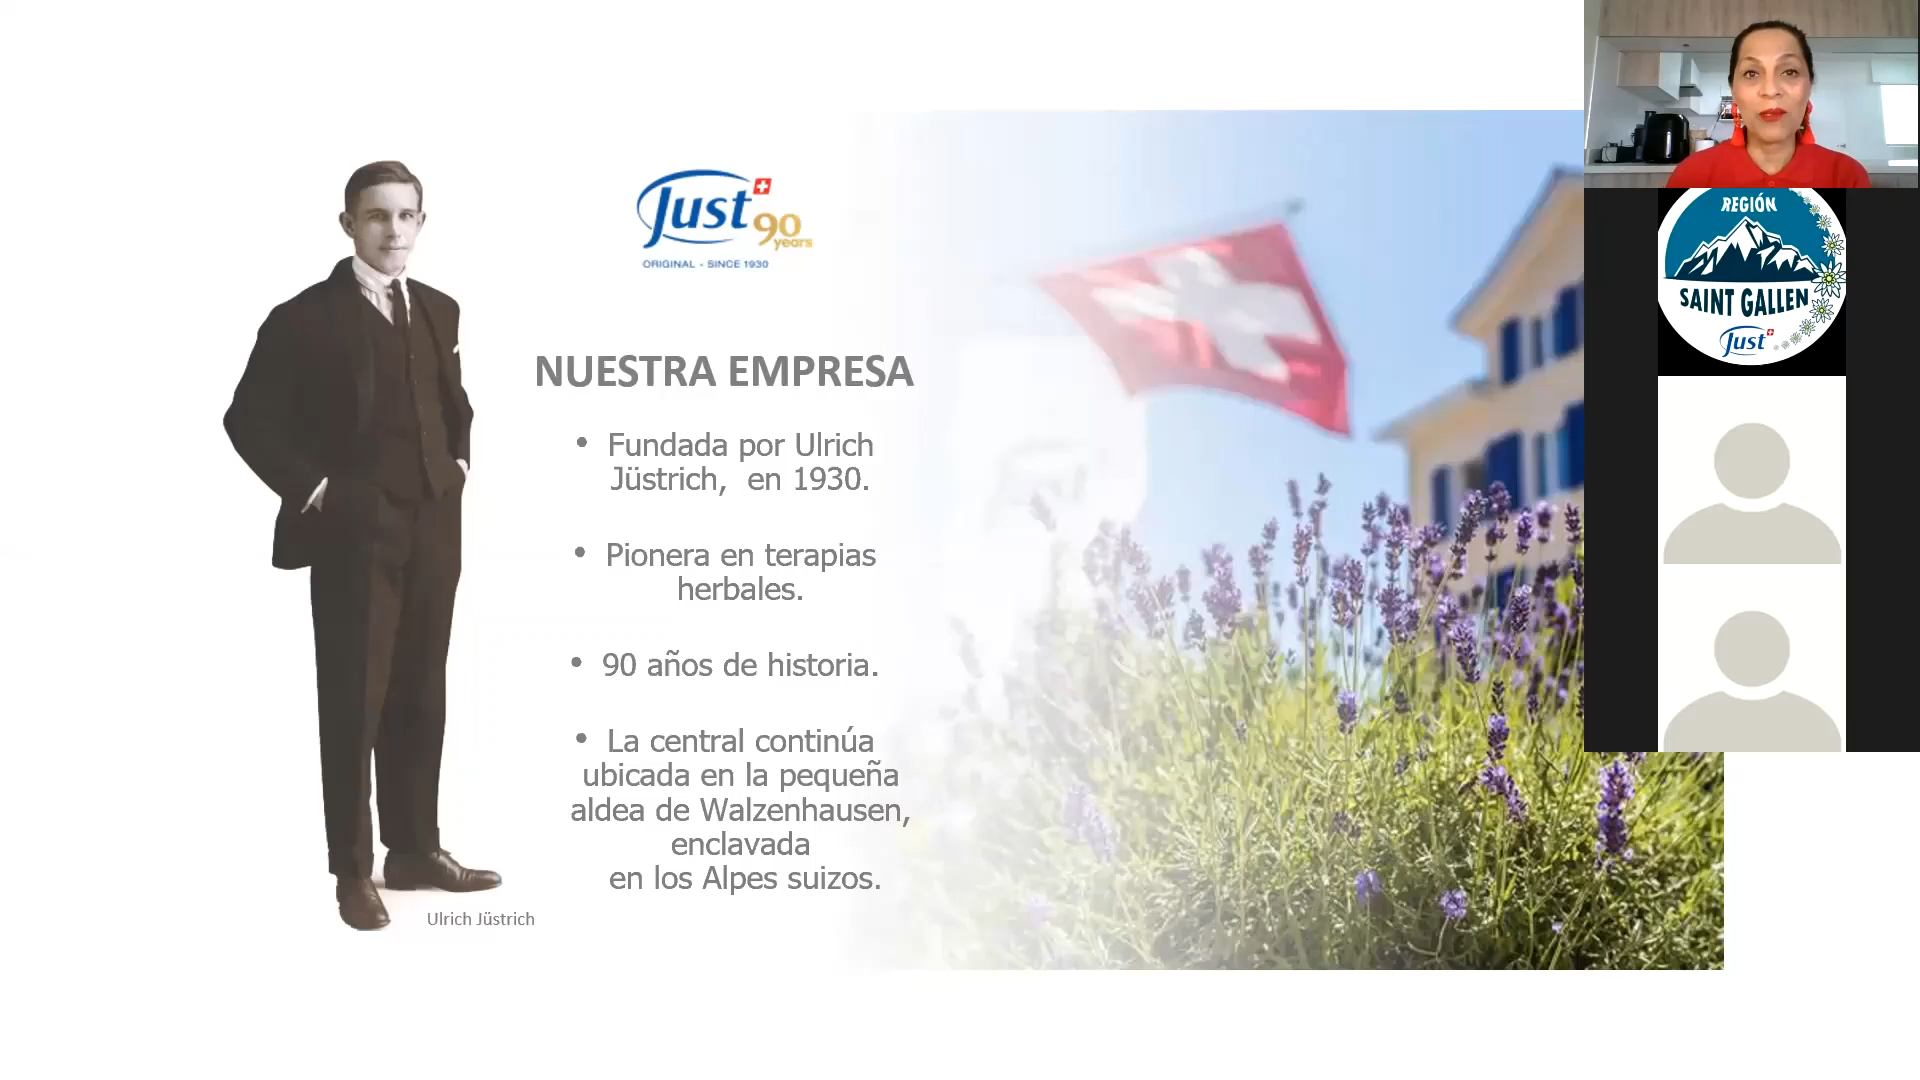 Just
90
years
ORIGINAL - SINCE 1930
NUESTRA EMPRESA
• Fundada por Ulrich
Jüstrich, en 1930.
• Pionera en terapias
herbales.
• 90 años de historia.
• La central continúa
ubicada en la pequeña
aldea de Walzenhausen,
enclavada
en los Alpes suizos.
Ulrich Jüstrich
REGIÓN
SAINT GALLEN
Just